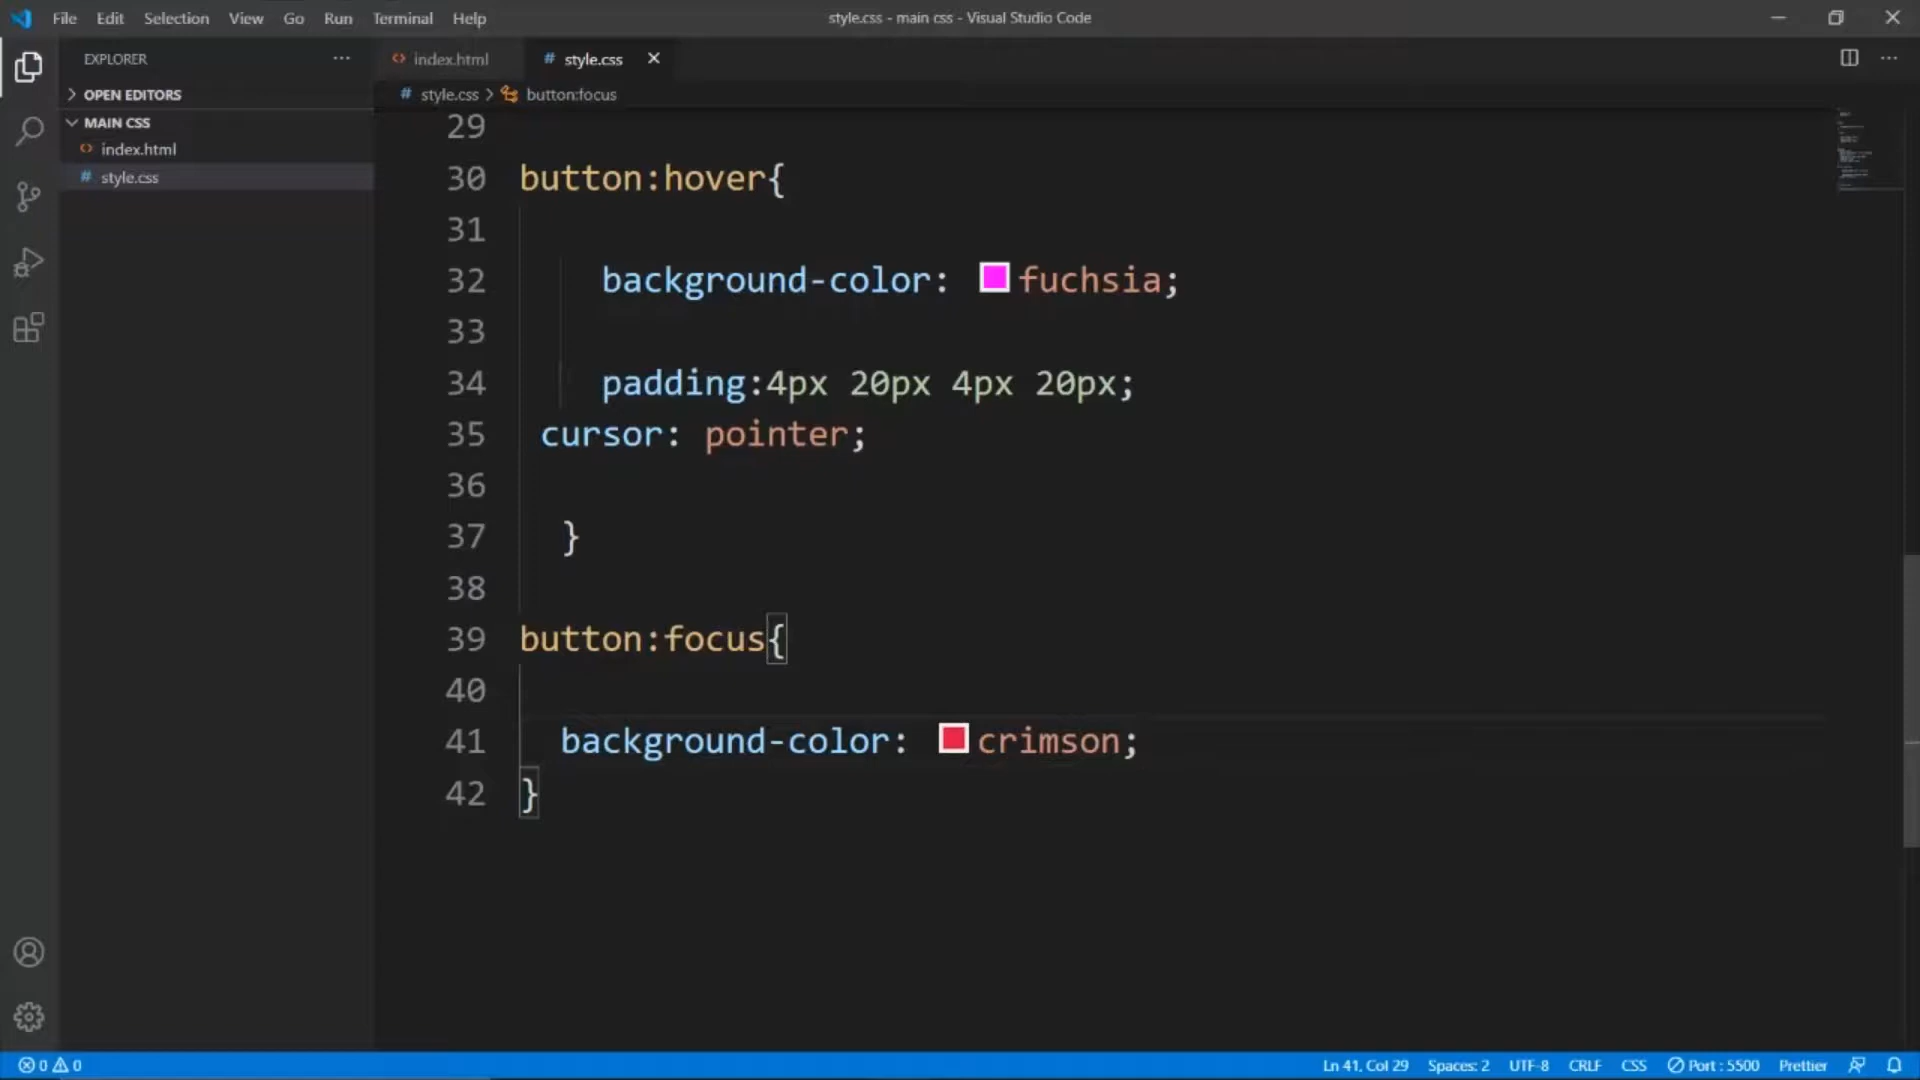 File Edit Selection View Go Run Terminal Help
style.css - main css - Visual Studio Code
EXPLORER
OPEN EDITORS
MAIN CSS
index.html
style.css
index.html
style.css
style.css > button:focus
29
30 button:hover{
31
32 background-color: fuchsia;
33
34 padding:4px 20px 4px 20px;
35 cursor: pointer;
36
37 }
38
39 button:focus{
40
41 background-color: crimson;
42 }
0 0
Ln 41, Col 29 Spaces: 2 UTF-8 CRLF CSS Port : 5500 Prettier